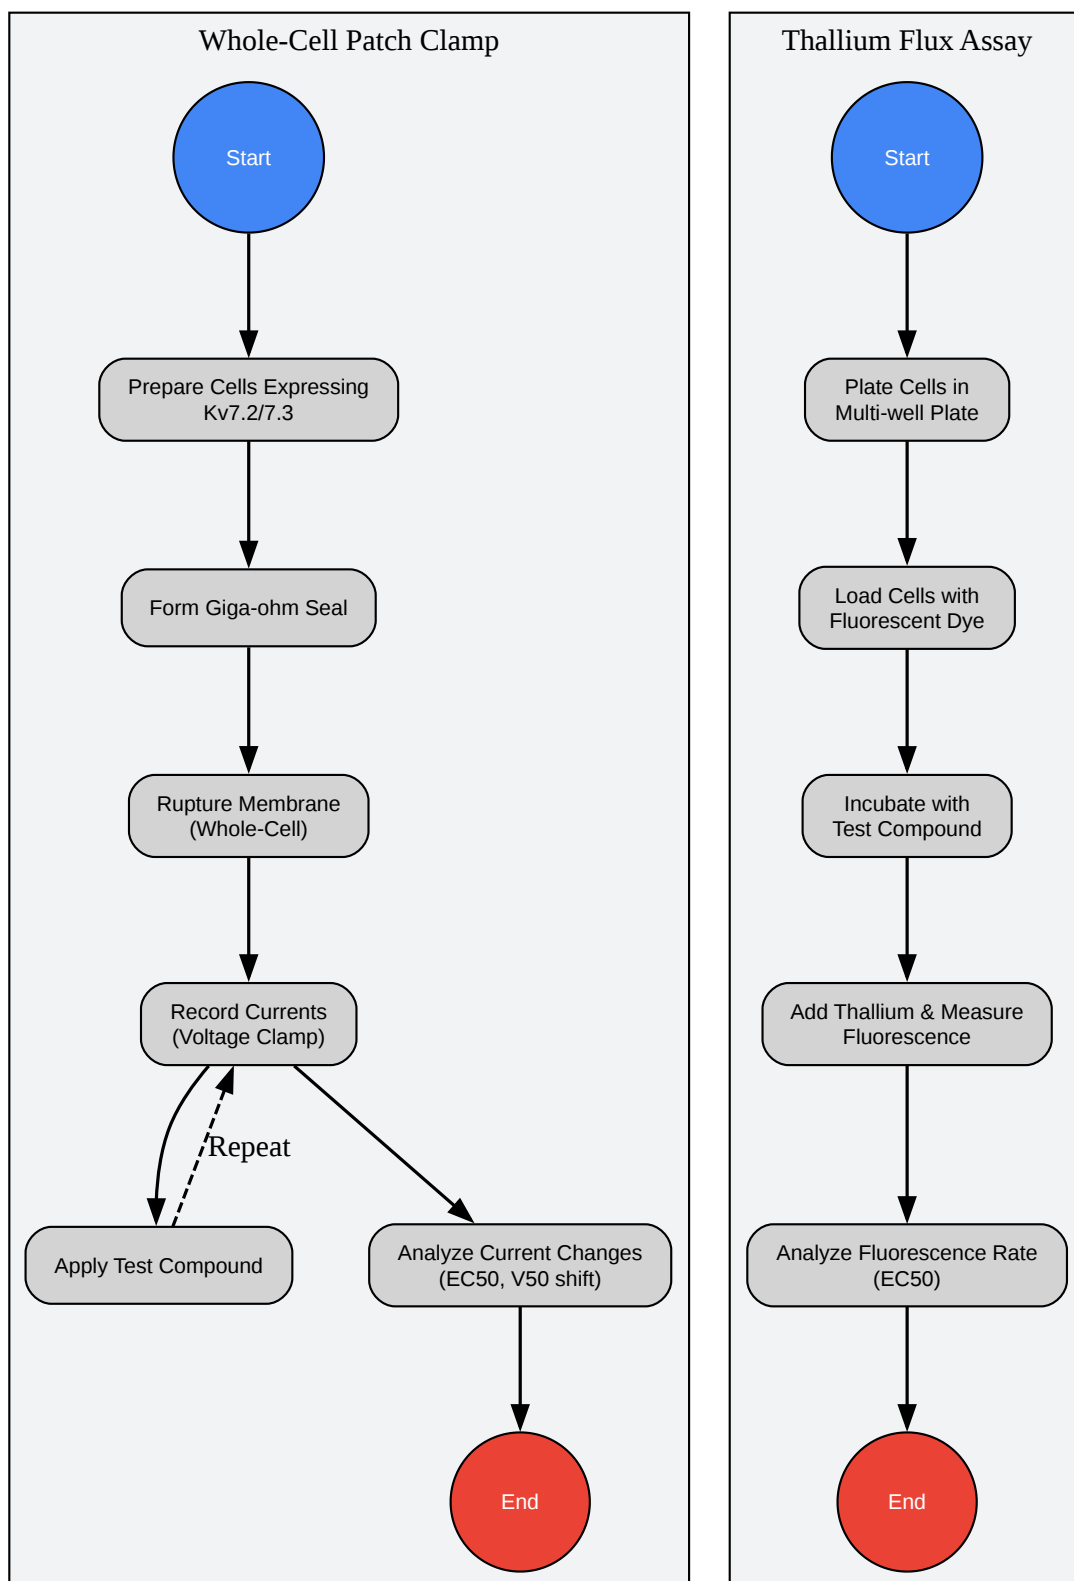 Whole-Cell Patch Clamp
Start
Prepare Cells Expressing
Kv7.2/7.3
Form Giga-ohm Seal
Rupture Membrane
(Whole-Cell)
Record Currents
(Voltage Clamp)
Repeat
Apply Test Compound
Analyze Current Changes
(EC50, V50 shift)
End
Thallium Flux Assay
Start
Plate Cells in
Multi-well Plate
Load Cells with
Fluorescent Dye
Incubate with
Test Compound
Add Thallium & Measure
Fluorescence
Analyze Fluorescence Rate
(EC50)
End